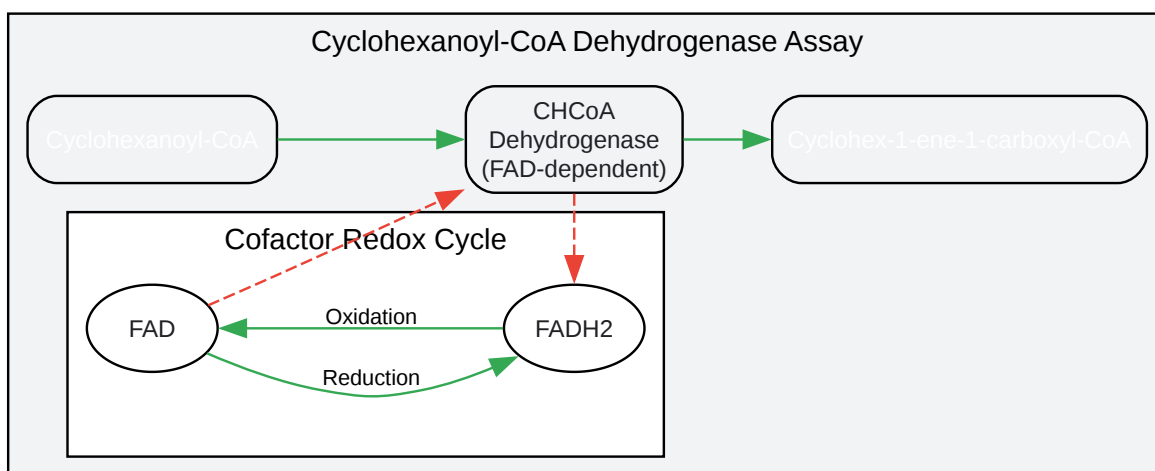 Cyclohexanoyl-CoA Dehydrogenase Assay
Cyclohexanoyl-CoA
CHCoA
Dehydrogenase
(FAD-dependent)
Cyclohex-1-ene-1-carboxyl-CoA
Cofactor Redox Cycle
FAD
Oxidation
FADH2
Reduction